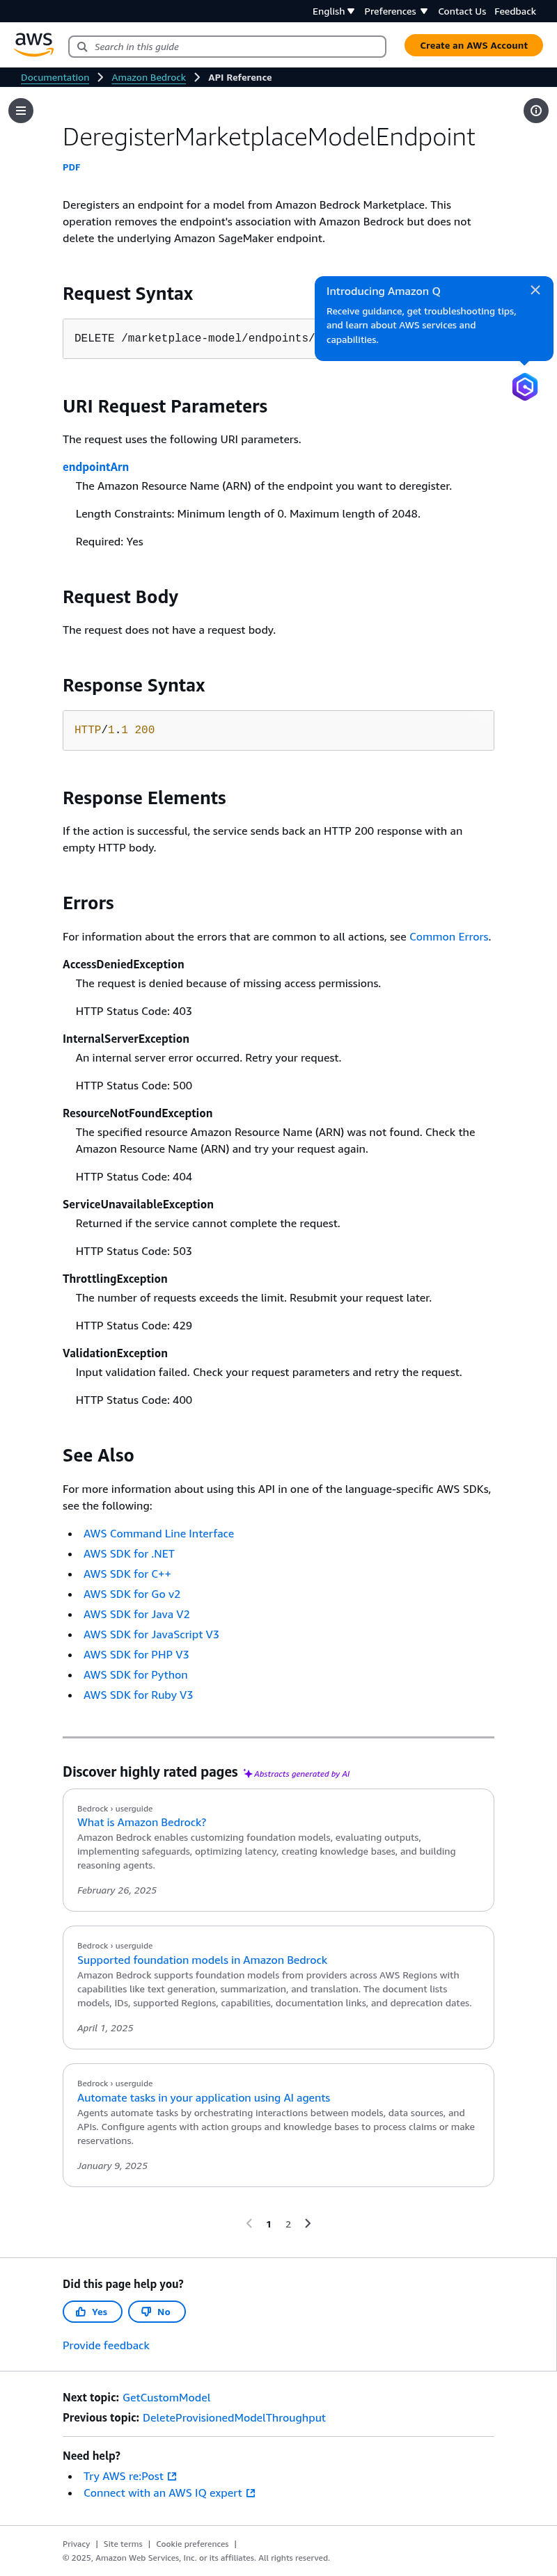 English
Preferences
Contact Us
Feedback
aws
Search in this guide
Create an AWS Account
Documentation
Amazon Bedrock
API Reference
DeregisterMarketplaceModelEndpoint
PDF
Deregisters an endpoint for a model from Amazon Bedrock Marketplace. This
operation removes the endpoint's association with Amazon Bedrock but does not
delete the underlying Amazon SageMaker endpoint.
Request Syntax
DELETE /marketplace-model/endpoints/
Introducing Amazon Q
Receive guidance, get troubleshooting tips,
and learn about AWS services and
capabilities.
URI Request Parameters
The request uses the following URI parameters.
endpointArn
The Amazon Resource Name (ARN) of the endpoint you want to deregister.
Length Constraints: Minimum length of 0. Maximum length of 2048.
Required: Yes
Request Body
The request does not have a request body.
Response Syntax
HTTP/1.1 200
Response Elements
If the action is successful, the service sends back an HTTP 200 response with an
empty HTTP body.
Errors
For information about the errors that are common to all actions, see Common Errors.
AccessDeniedException
The request is denied because of missing access permissions.
HTTP Status Code: 403
InternalServerException
An internal server error occurred. Retry your request.
HTTP Status Code: 500
ResourceNotFoundException
The specified resource Amazon Resource Name (ARN) was not found. Check the
Amazon Resource Name (ARN) and try your request again.
HTTP Status Code: 404
ServiceUnavailableException
Returned if the service cannot complete the request.
HTTP Status Code: 503
ThrottlingException
The number of requests exceeds the limit. Resubmit your request later.
HTTP Status Code: 429
ValidationException
Input validation failed. Check your request parameters and retry the request.
HTTP Status Code: 400
See Also
For more information about using this API in one of the language-specific AWS SDKs,
see the following:
• AWS Command Line Interface
• AWS SDK for .NET
• AWS SDK for C++
• AWS SDK for Go v2
• AWS SDK for Java V2
• AWS SDK for JavaScript V3
• AWS SDK for PHP V3
• AWS SDK for Python
• AWS SDK for Ruby V3
Discover highly rated pages Abstracts generated by AI
Bedrock › userguide
What is Amazon Bedrock?
Amazon Bedrock enables customizing foundation models, evaluating outputs,
implementing safeguards, optimizing latency, creating knowledge bases, and building
reasoning agents.
February 26, 2025
Bedrock › userguide
Supported foundation models in Amazon Bedrock
Amazon Bedrock supports foundation models from providers across AWS Regions with
capabilities like text generation, summarization, and translation. The document lists
models, IDs, supported Regions, capabilities, documentation links, and deprecation dates.
April 1, 2025
Bedrock › userguide
Automate tasks in your application using AI agents
Agents automate tasks by orchestrating interactions between models, data sources, and
APIs. Configure agents with action groups and knowledge bases to process claims or make
reservations.
January 9, 2025
1 2
Did this page help you?
Yes
No
Provide feedback
Next topic: GetCustomModel
Previous topic: DeleteProvisionedModelThroughput
Need help?
• Try AWS re:Post
• Connect with an AWS IQ expert
Privacy | Site terms | Cookie preferences |
© 2025, Amazon Web Services, Inc. or its affiliates. All rights reserved.